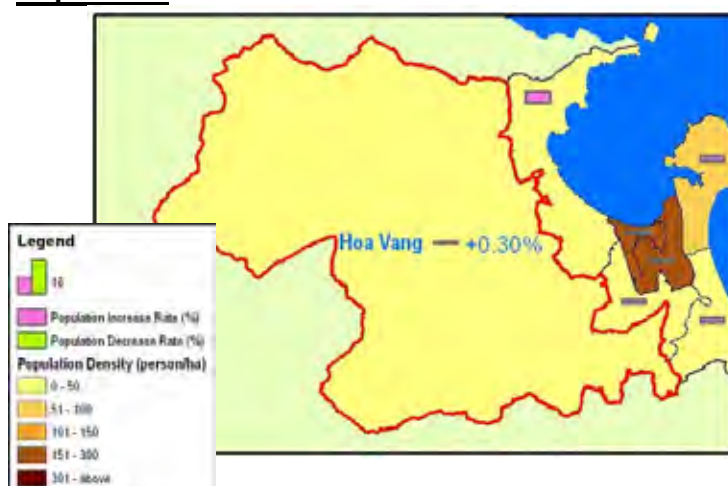 Hoa Vang +0.30%
Legend
10
Population Increase Rate (%)
Population Decrease Rate (%)
Population Density (person/ha)
0 - 50
51 - 100
101 - 150
151 - 300
301 - above